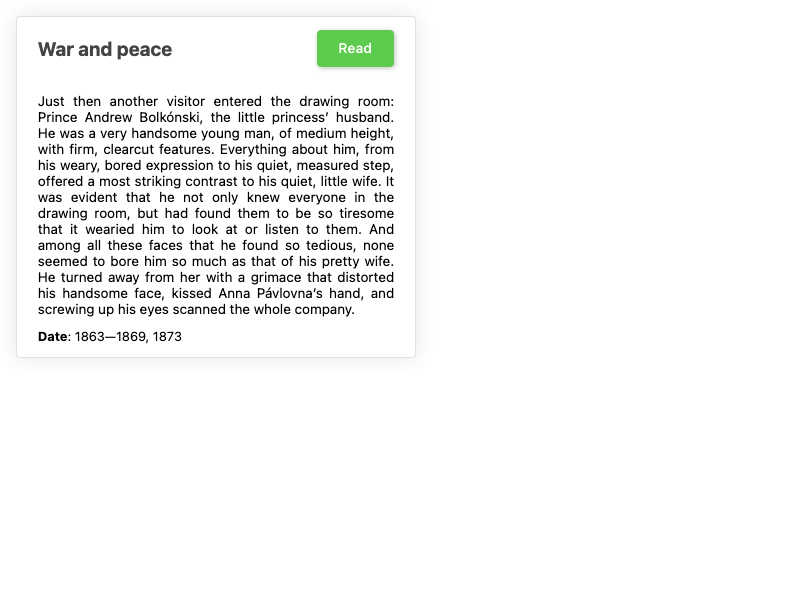 War and peace
Read
Just then another visitor entered the drawing room:
Prince Andrew Bolkónski, the little princess’ husband.
He was a very handsome young man, of medium height,
with firm, clearcut features. Everything about him, from
his weary, bored expression to his quiet, measured step,
offered a most striking contrast to his quiet, little wife. It
was evident that he not only knew everyone in the
drawing room, but had found them to be so tiresome
that it wearied him to look at or listen to them. And
among all these faces that he found so tedious, none
seemed to bore him so much as that of his pretty wife.
He turned away from her with a grimace that distorted
his handsome face, kissed Anna Pávlovna’s hand, and
screwing up his eyes scanned the whole company.
Date: 1863—1869, 1873